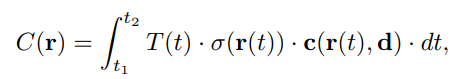 C(r) = ∫_{t_1}^{t_2} T(t) · σ(r(t)) · c(r(t), d) · dt,